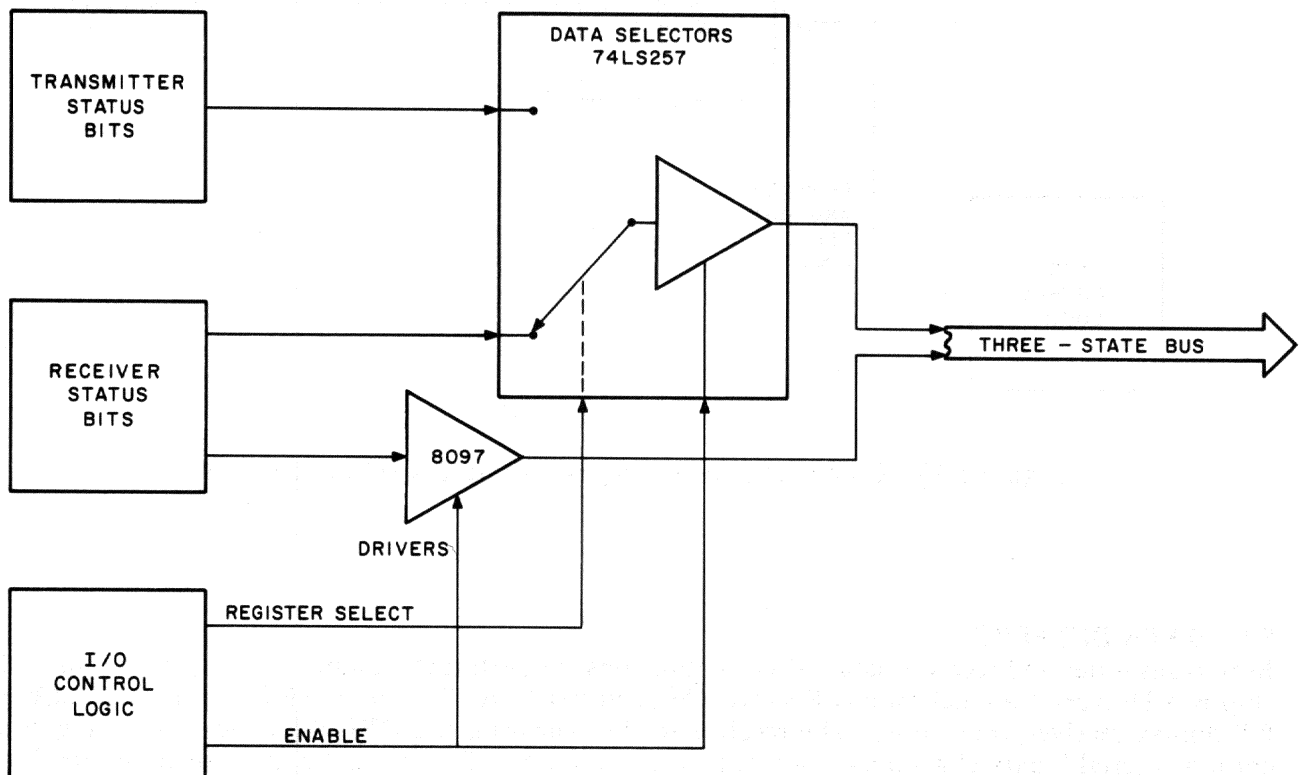 DATA SELECTORS
74LS257
TRANSMITTER
STATUS
BITS
THREE - STATE BUS
RECEIVER
STATUS
BITS
8097
DRIVERS
REGISTER SELECT
I/O
CONTROL
LOGIC
ENABLE